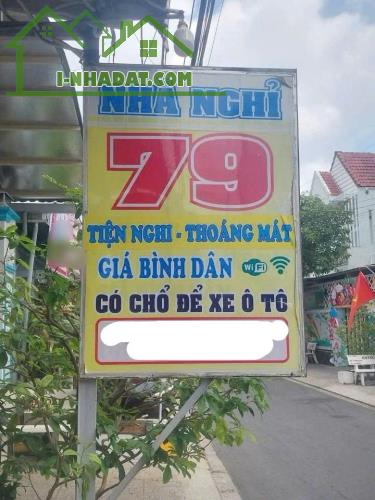 I-NHADAT.COM
NHÀ NGHỈ
79
TIỆN NGHI - THOÁNG MÁT
GIÁ BÌNH DÂN WiFi
CÓ CHỔ ĐỂ XE Ô TÔ